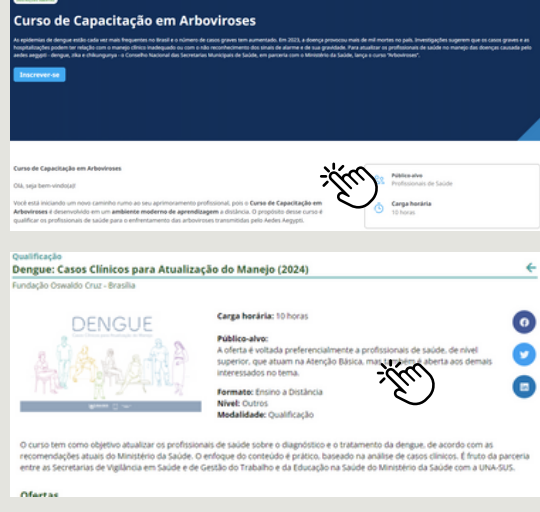 Curso de Capacitação em Arboviroses
As epidemias de dengue estão cada vez mais frequentes no Brasil e o número de casos graves tem aumentado. Em 2023, a doença provocou mais de mil mortes no país. Investigações sugerem que os casos graves e as
hospitalizações podem ter relação com o manejo clínico inadequado ou com o não reconhecimento dos sinais de alarme e de sua gravidade. Para atualizar os profissionais de saúde no manejo das doenças causada pelo
aedes aegypti - dengue, zika e chikungunya - o Conselho Nacional das Secretarias Municipais de Saúde, em parceria com o Ministério da Saúde, lança o curso "Arboviroses".
Inscrever-se
Curso de Capacitação em Arboviroses
Olá, seja bem-vindo(a)!
Você está iniciando um novo caminho rumo ao seu aprimoramento profissional, pois o Curso de Capacitação em
Arboviroses é desenvolvido em um ambiente moderno de aprendizagem a distância. O propósito desse curso é
qualificar os profissionais de saúde para o enfrentamento das arboviroses transmitidas pelo Aedes Aegypti.
Público-alvo
Profissionais de Saúde
Carga horária
10 horas
Qualificação
Dengue: Casos Clínicos para Atualização do Manejo (2024)
Fundação Oswaldo Cruz - Brasília
DENGUE
Carga horária: 10 horas
Público-alvo:
A oferta é voltada preferencialmente a profissionais de saúde, de nível
superior, que atuam na Atenção Básica, mas também é aberta aos demais
interessados no tema.
Formato: Ensino a Distância
Nível: Outros
Modalidade: Qualificação
O curso tem como objetivo atualizar os profissionais de saúde sobre o diagnóstico e o tratamento da dengue, de acordo com as
recomendações atuais do Ministério da Saúde. O enfoque do conteúdo é prático, baseado na análise de casos clínicos. É fruto da parceria
entre as Secretarias de Vigilância em Saúde e de Gestão do Trabalho e da Educação na Saúde do Ministério da Saúde com a UNA-SUS.
Ofertas